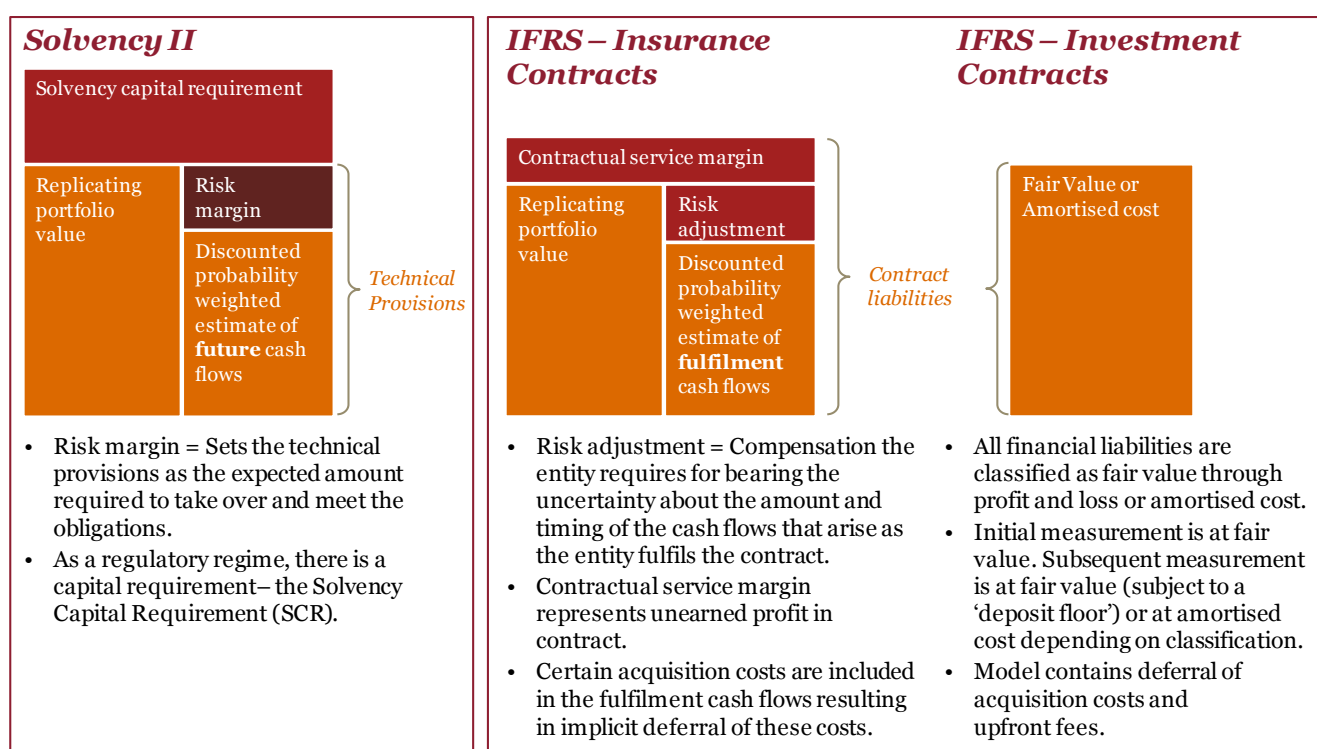 Solvency II
Solvency capital requirement
Replicating
portfolio
value
Risk
margin
Discounted
probability
weighted
estimate of
future cash
flows
Technical
Provisions
• Risk margin = Sets the technical
provisions as the expected amount
required to take over and meet the
obligations.
• As a regulatory regime, there is a
capital requirement– the Solvency
Capital Requirement (SCR).
IFRS – Insurance
Contracts
Contractual service margin
Replicating
portfolio
value
Risk
adjustment
Discounted
probability
weighted
estimate of
fulfilment
cash flows
Contract
liabilities
• Risk adjustment = Compensation the
entity requires for bearing the
uncertainty about the amount and
timing of the cash flows that arise as
the entity fulfils the contract.
• Contractual service margin
represents unearned profit in
contract.
• Certain acquisition costs are included
in the fulfilment cash flows resulting
in implicit deferral of these costs.
IFRS – Investment
Contracts
Fair Value or
Amortised cost
• All financial liabilities are
classified as fair value through
profit and loss or amortised cost.
• Initial measurement is at fair
value. Subsequent measurement
is at fair value (subject to a
‘deposit floor’) or at amortised
cost depending on classification.
• Model contains deferral of
acquisition costs and
upfront fees.